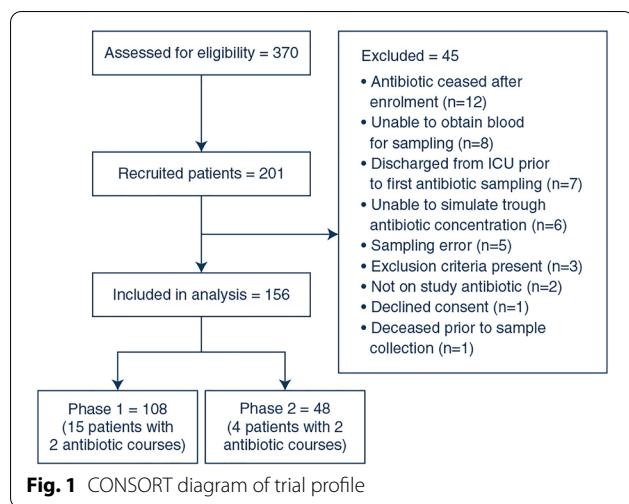 Assessed for eligibility = 370
Recruited patients = 201
Included in analysis = 156
Excluded = 45
• Antibiotic ceased after
enrolment (n=12)
• Unable to obtain blood
for sampling (n=8)
• Discharged from ICU prior
to first antibiotic sampling (n=7)
• Unable to simulate trough
antibiotic concentration (n=6)
• Sampling error (n=5)
• Exclusion criteria present (n=3)
• Not on study antibiotic (n=2)
• Declined consent (n=1)
• Deceased prior to sample
collection (n=1)
Phase 1 = 108
(15 patients with
2 antibiotic courses)
Phase 2 = 48
(4 patients with 2
antibiotic courses)
Fig. 1 CONSORT diagram of trial profile